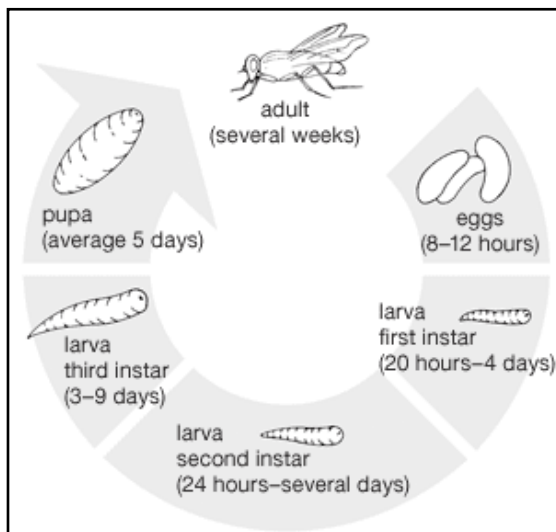 adult
(several weeks)
eggs
(8–12 hours)
larva
first instar
(20 hours–4 days)
larva
second instar
(24 hours–several days)
larva
third instar
(3–9 days)
pupa
(average 5 days)